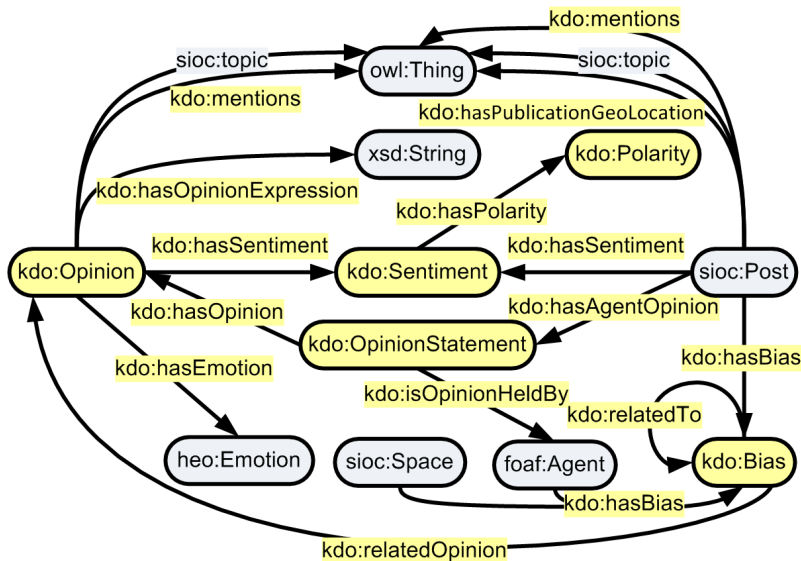 kdo:mentions
sioc:topic
sioc:topic
owl:Thing
kdo:mentions
kdo:hasPublicationGeoLocation
xsd:String
kdo:Polarity
kdo:hasOpinionExpression
kdo:hasPolarity
kdo:hasSentiment
kdo:hasSentiment
kdo:Opinion
kdo:Sentiment
sioc:Post
kdo:hasOpinion
kdo:hasAgentOpinion
kdo:OpinionStatement
kdo:hasBias
kdo:hasEmotion
kdo:isOpinionHeldBy
kdo:relatedTo
heo:Emotion
sioc:Space
foaf:Agent
kdo:Bias
kdo:hasBias
kdo:relatedOpinion